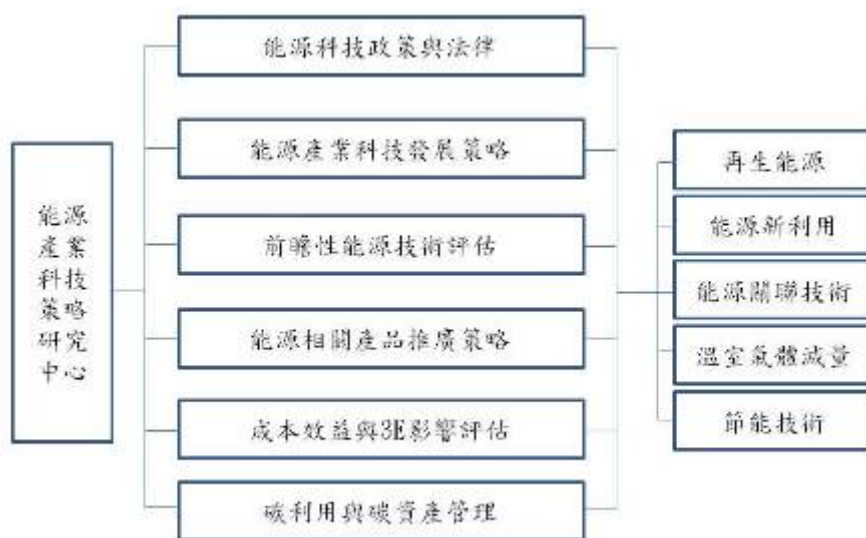 能源
產業
科技
策略
研究
中心
能源科技政策與法律
能源產業科技發展策略
前瞻性能源技術評估
能源相關產品推廣策略
成本效益與3E影響評估
碳利用與碳資產管理
再生能源
能源新利用
能源關聯技術
溫室氣體減量
節能技術